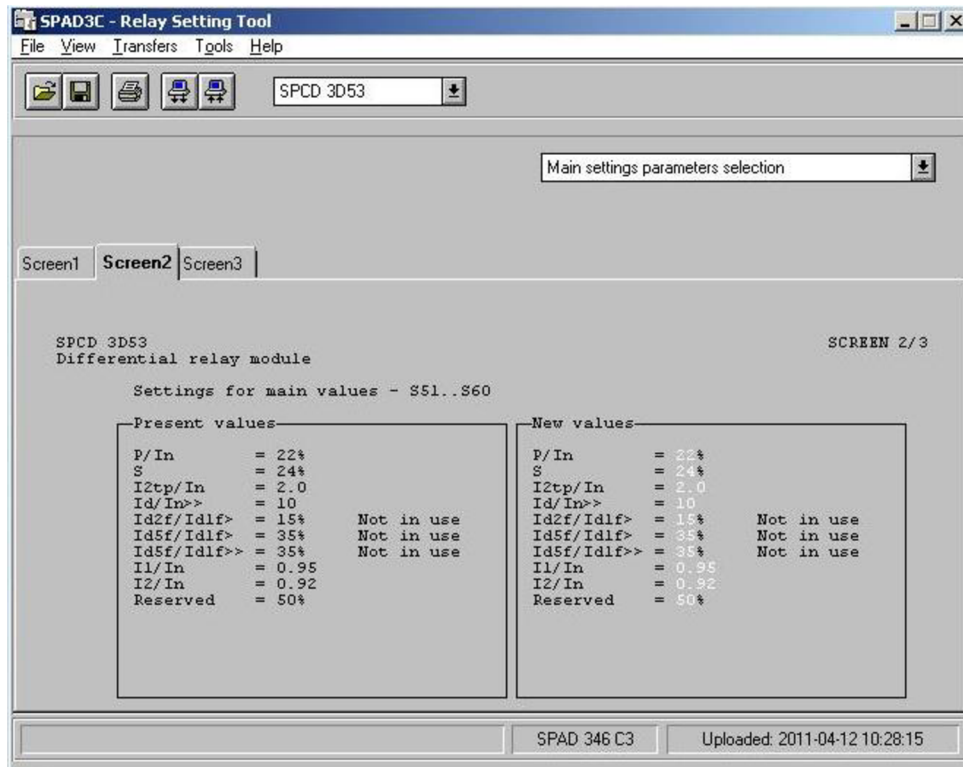 SPAD3C - Relay Setting Tool
File View Transfers Tools Help
SPCD 3D53
Main settings parameters selection
Screen1 Screen2 Screen3
SPCD 3D53 SCREEN 2/3
Differential relay module
Settings for main values - S51..S60
Present values New values
P/In = 22% P/In = 22%
S = 24% S = 24%
I2tp/In = 2.0 I2tp/In = 2.0
Id/In>> = 10 Id/In>> = 10
Id2f/Id1f> = 15% Not in use Id2f/Id1f> = 15% Not in use
Id5f/Id1f> = 35% Not in use Id5f/Id1f> = 35% Not in use
Id5f/Id1f>> = 35% Not in use Id5f/Id1f>> = 35% Not in use
I1/In = 0.95 I1/In = 0.95
I2/In = 0.92 I2/In = 0.92
Reserved = 50% Reserved = 50%
SPAD 346 C3 Uploaded: 2011-04-12 10:28:15